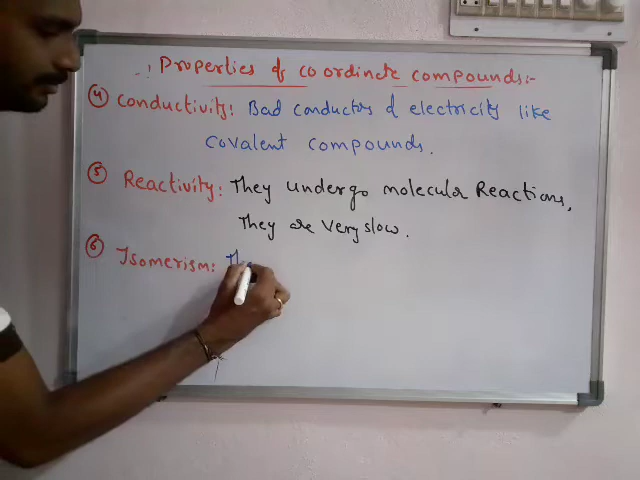 Properties of coordinate compounds:-
④ Conductivity: Bad conductors of electricity like
covalent compounds.
⑤ Reactivity: They undergo molecular Reactions,
They are Very slow.
⑥ Isomerism: Th